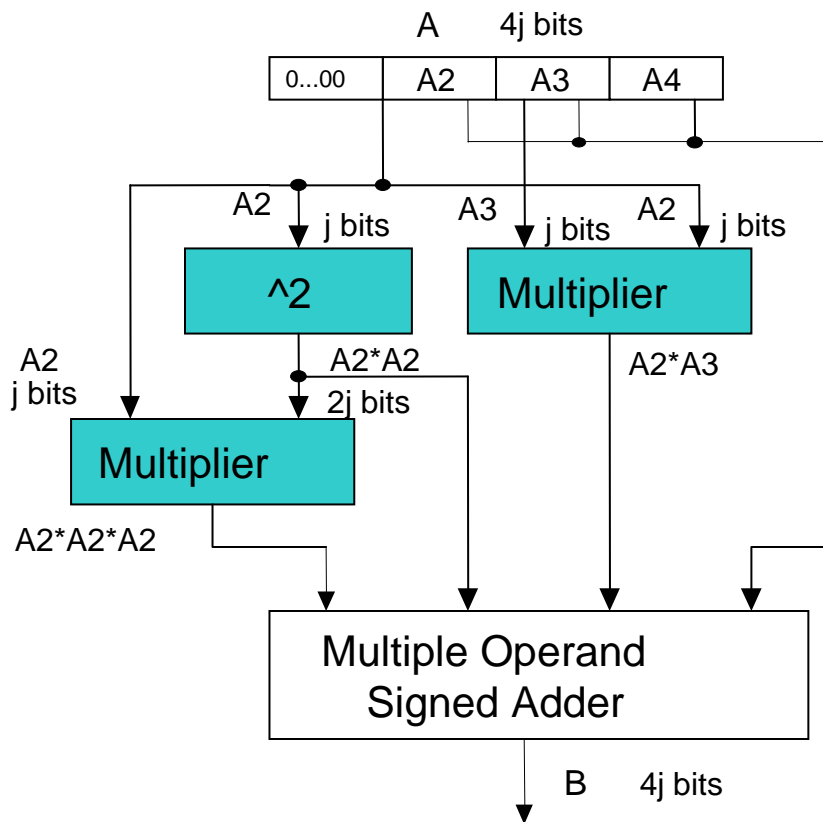 A 4j bits
0...00 A2 A3 A4
A2 j bits A3 j bits A2 j bits
^2 Multiplier
A2
j bits
A2*A2
2j bits
A2*A3
Multiplier
A2*A2*A2
Multiple Operand
Signed Adder
B 4j bits